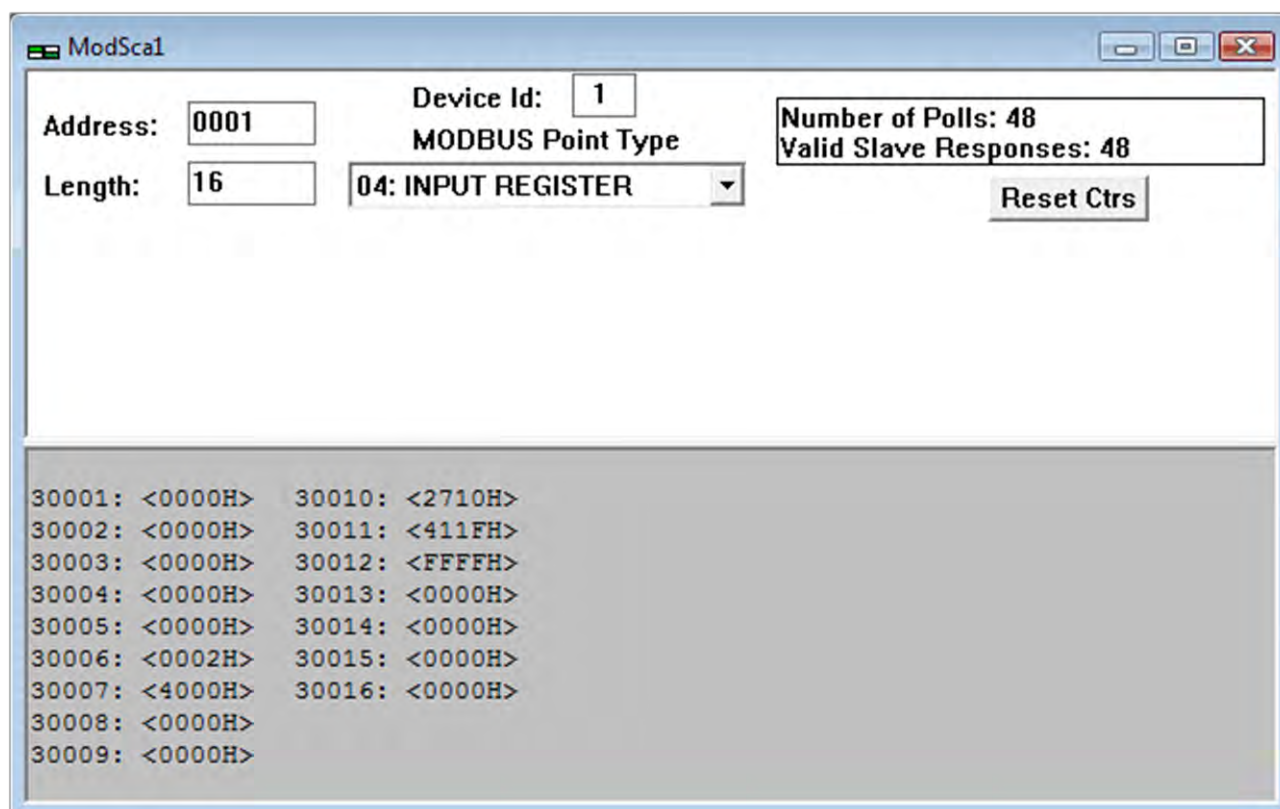 ModSca1
Address: 0001
Device Id: 1
MODBUS Point Type
Length: 16
04: INPUT REGISTER
Number of Polls: 48
Valid Slave Responses: 48
Reset Ctrs
30001: <0000H> 30010: <2710H>
30002: <0000H> 30011: <411FH>
30003: <0000H> 30012: <FFFFH>
30004: <0000H> 30013: <0000H>
30005: <0000H> 30014: <0000H>
30006: <0002H> 30015: <0000H>
30007: <4000H> 30016: <0000H>
30008: <0000H>
30009: <0000H>